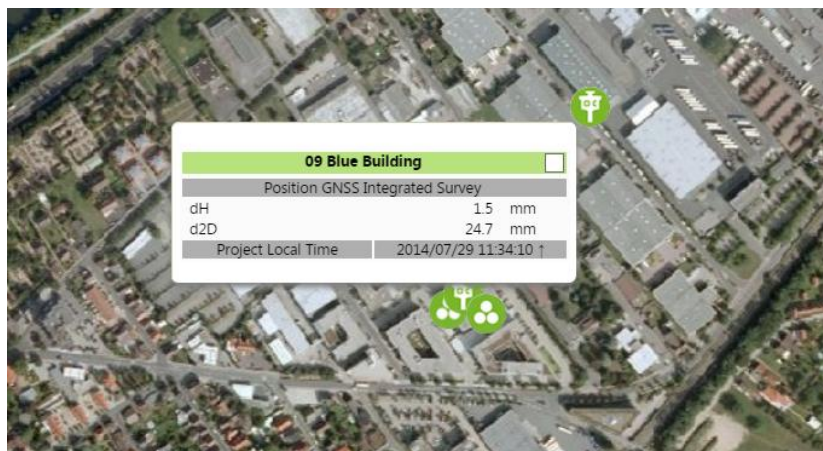 09 Blue Building
Position GNSS Integrated Survey
dH 1.5 mm
d2D 24.7 mm
Project Local Time 2014/07/29 11:34:10 ↑